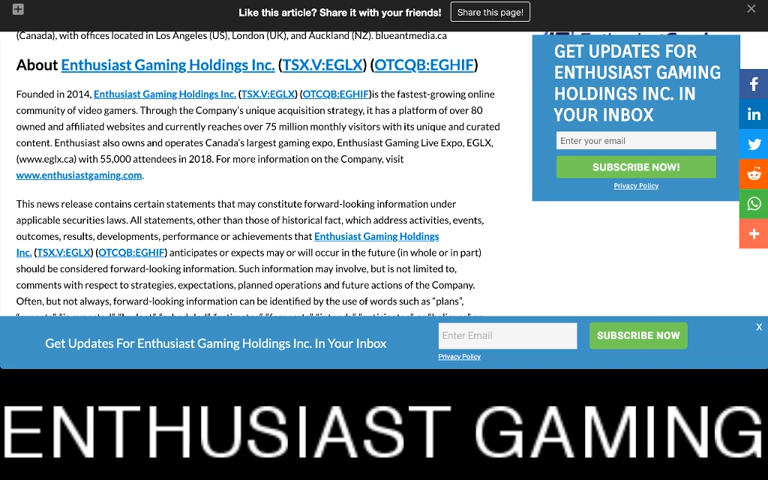 Like this article? Share it with your friends!
Share this page!
(Canada), with offices located in Los Angeles (US), London (UK), and Auckland (NZ). blueantmedia.ca
About Enthusiast Gaming Holdings Inc. (TSX.V:EGLX) (OTCQB:EGHIF)
Founded in 2014, Enthusiast Gaming Holdings Inc. (TSX.V:EGLX) (OTCQB:EGHIF)is the fastest-growing online
community of video gamers. Through the Company's unique acquisition strategy, it has a platform of over 80
owned and affiliated websites and currently reaches over 75 million monthly visitors with its unique and curated
content. Enthusiast also owns and operates Canada's largest gaming expo, Enthusiast Gaming Live Expo, EGLX,
(www.eglx.ca) with 55,000 attendees in 2018. For more information on the Company, visit
www.enthusiastgaming.com.
This news release contains certain statements that may constitute forward-looking information under
applicable securities laws. All statements, other than those of historical fact, which address activities, events,
outcomes, results, developments, performance or achievements that Enthusiast Gaming Holdings
Inc. (TSX.V:EGLX) (OTCQB:EGHIF) anticipates or expects may or will occur in the future (in whole or in part)
should be considered forward-looking information. Such information may involve, but is not limited to,
comments with respect to strategies, expectations, planned operations and future actions of the Company.
Often, but not always, forward-looking information can be identified by the use of words such as "plans",
GET UPDATES FOR
ENTHUSIAST GAMING
HOLDINGS INC. IN
YOUR INBOX
Enter your email
SUBSCRIBE NOW!
Privacy Policy
Get Updates For Enthusiast Gaming Holdings Inc. In Your Inbox
Enter Email
SUBSCRIBE NOW
Privacy Policy
X
ENTHUSIAST GAMING